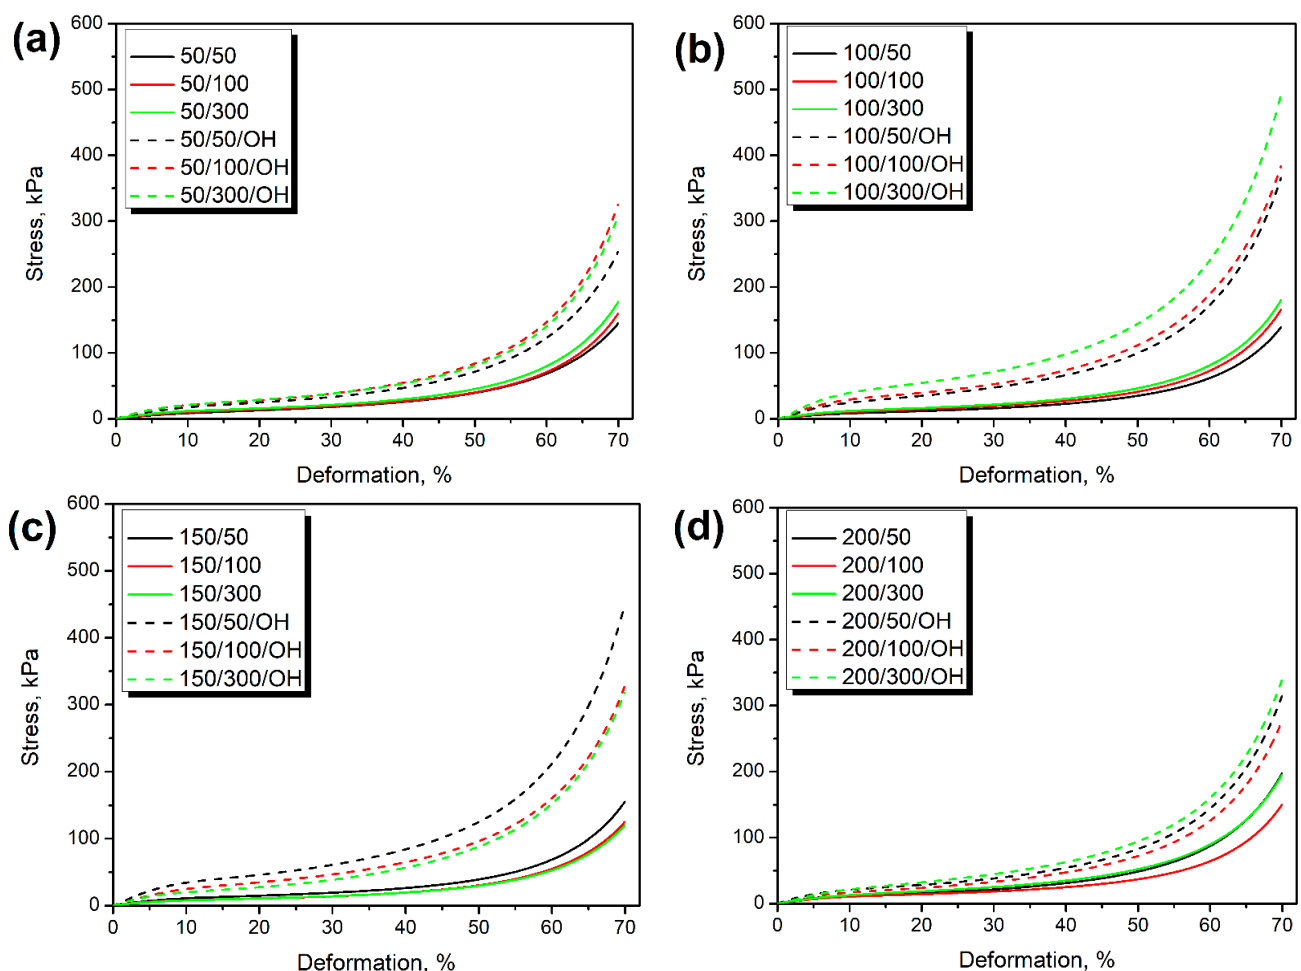 (a)
50/50
50/100
50/300
50/50/OH
50/100/OH
50/300/OH
600
500
400
300
200
100
0
Stress, kPa
0 10 20 30 40 50 60 70
Deformation, %
(b)
100/50
100/100
100/300
100/50/OH
100/100/OH
100/300/OH
600
500
400
300
200
100
0
Stress, kPa
0 10 20 30 40 50 60 70
Deformation, %
(c)
150/50
150/100
150/300
150/50/OH
150/100/OH
150/300/OH
600
500
400
300
200
100
0
Stress, kPa
0 10 20 30 40 50 60 70
Deformation, %
(d)
200/50
200/100
200/300
200/50/OH
200/100/OH
200/300/OH
600
500
400
300
200
100
0
Stress, kPa
0 10 20 30 40 50 60 70
Deformation, %